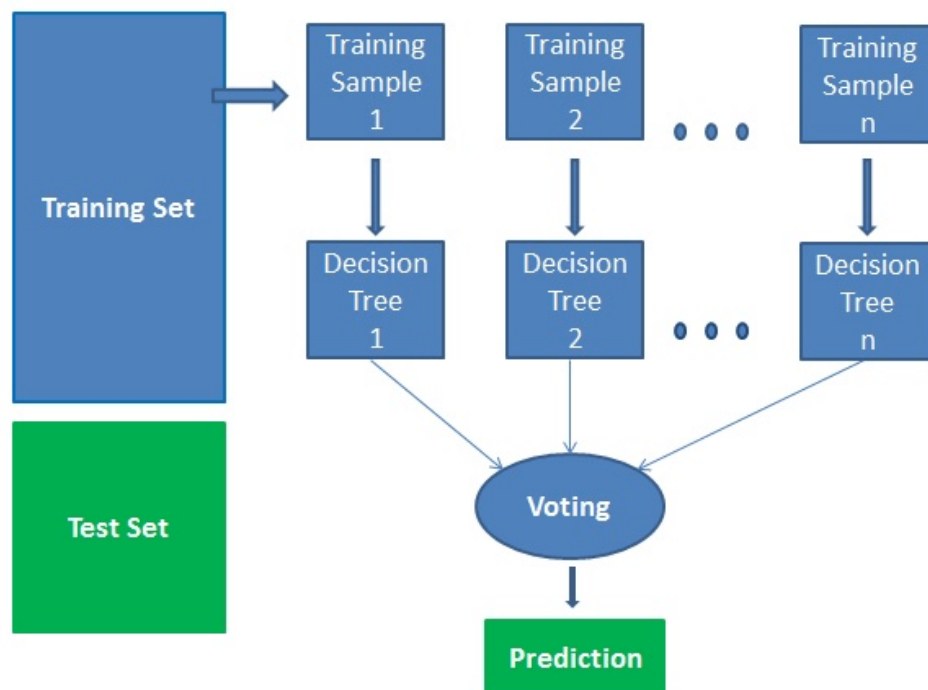 Training
Sample
1
Training
Sample
2
Training
Sample
n
Training Set
Decision
Tree
1
Decision
Tree
2
Decision
Tree
n
Voting
Test Set
Prediction